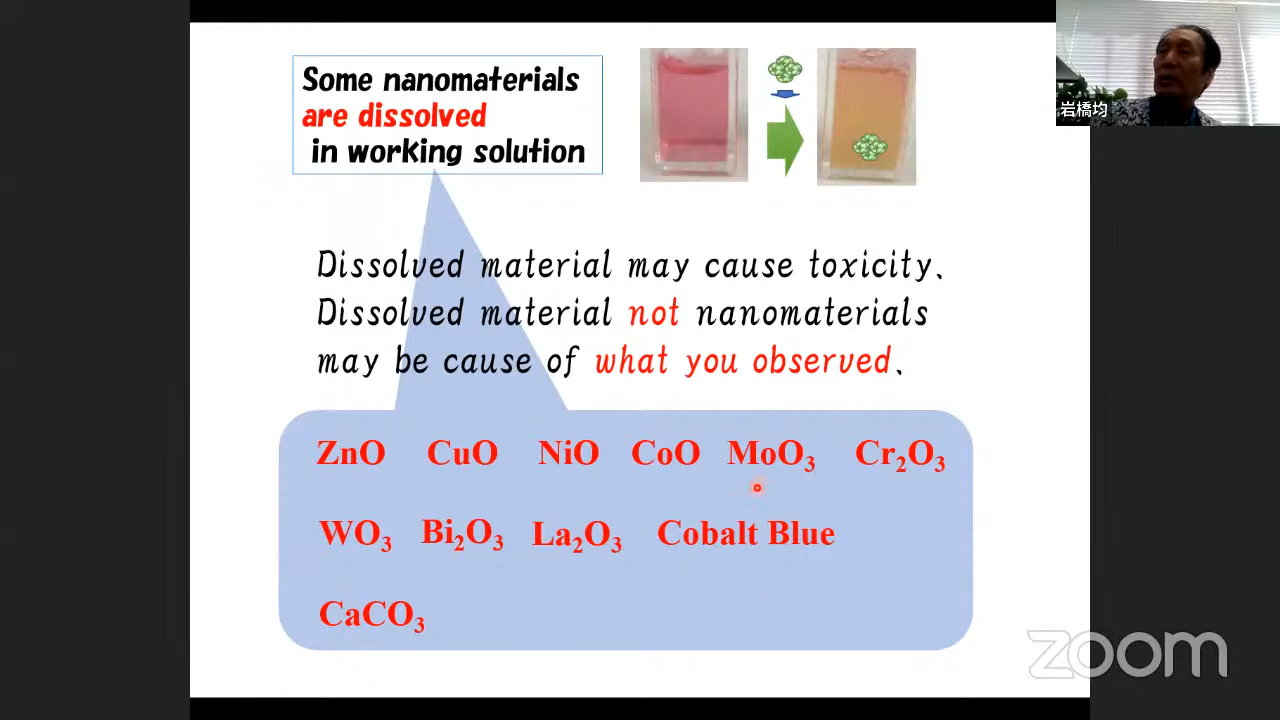 Some nanomaterials
are dissolved
in working solution
岩橋均
Dissolved material may cause toxicity.
Dissolved material not nanomaterials
may be cause of what you observed.
ZnO CuO NiO CoO MoO₃ Cr₂O₃
WO₃ Bi₂O₃ La₂O₃ Cobalt Blue
CaCO₃
zoom